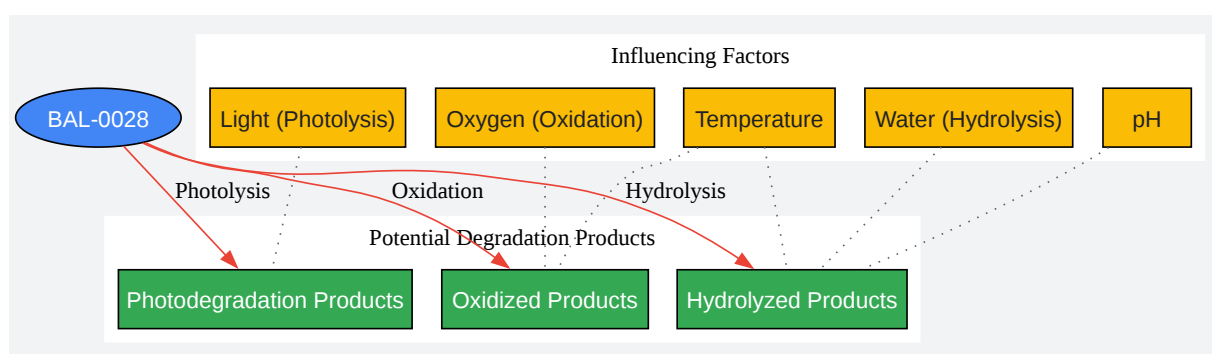 Influencing Factors
BAL-0028
Light (Photolysis)
Oxygen (Oxidation)
Temperature
Water (Hydrolysis)
pH
Photolysis
Oxidation
Hydrolysis
Potential Degradation Products
Photodegradation Products
Oxidized Products
Hydrolyzed Products